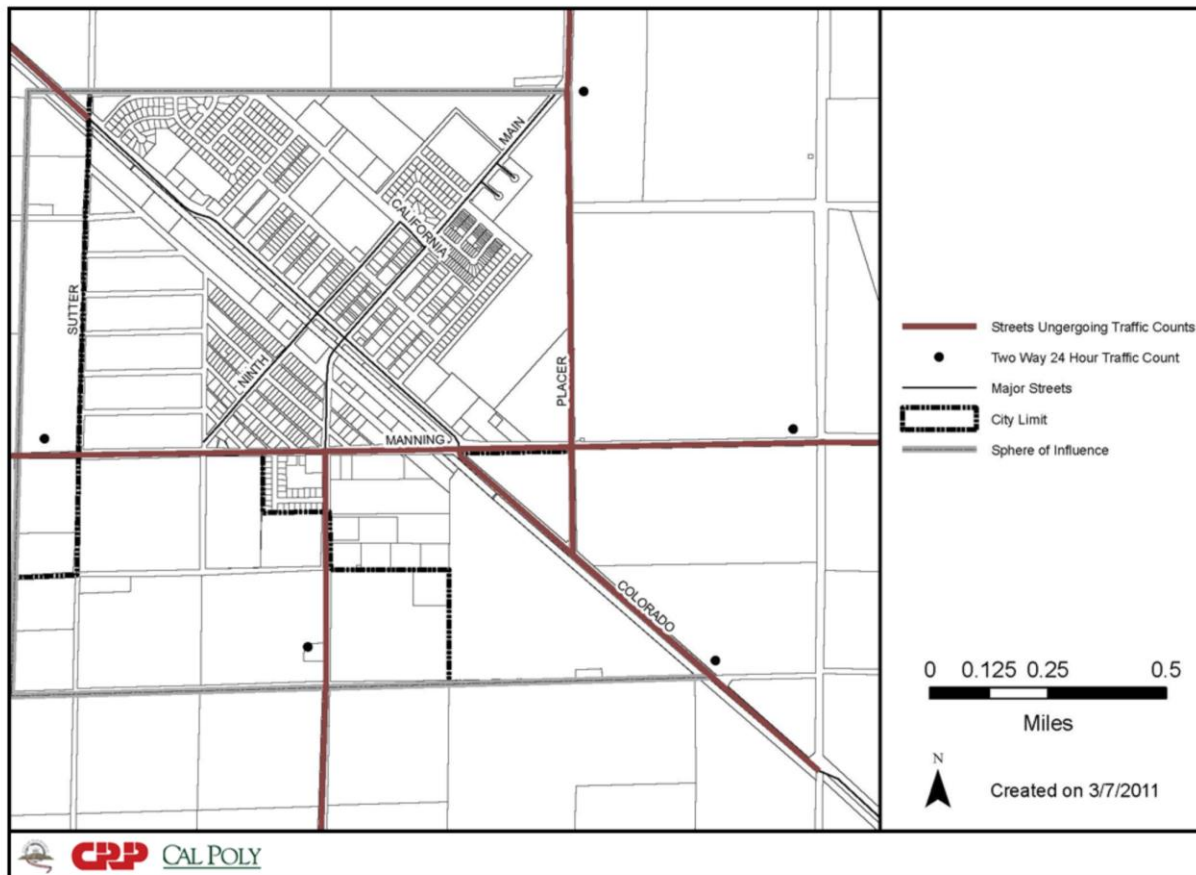 MAIN
CALIFORNIA
SUTTER
NINTH
PLACER
MANNING
COLORADO
Streets Ungergoing Traffic Counts
Two Way 24 Hour Traffic Count
Major Streets
City Limit
Sphere of Influence
0 0.125 0.25 0.5
Miles
N
Created on 3/7/2011
CRP CAL POLY